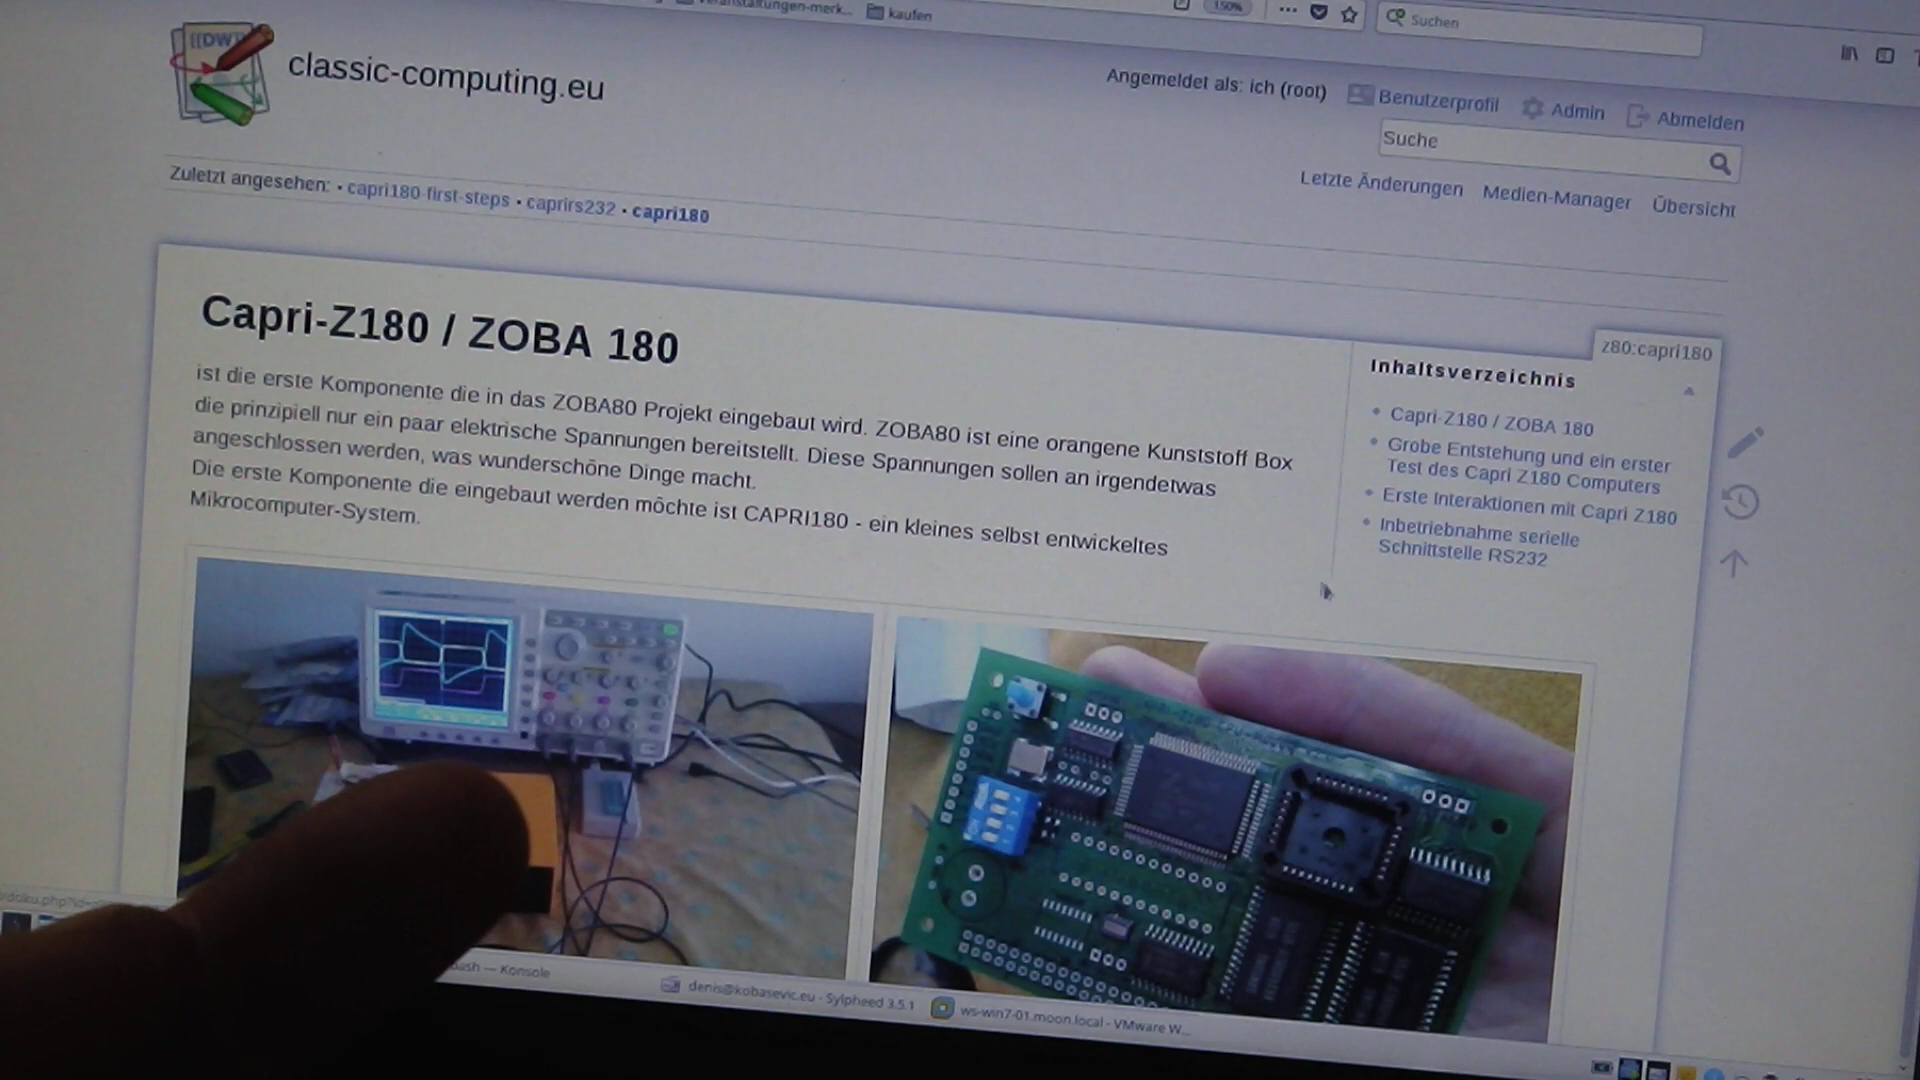 kaufen
150%
Suchen
((DW))
classic-computing.eu
Angemeldet als: ich (root) Benutzerprofil Admin Abmelden
Suche
Letzte Änderungen Medien-Manager Übersicht
Zuletzt angesehen: • capri180-first-steps • caprirs232 • capri180
z80:capri180
Capri-Z180 / ZOBA 180
ist die erste Komponente die in das ZOBA80 Projekt eingebaut wird. ZOBA80 ist eine orangene Kunststoff Box
die prinzipiell nur ein paar elektrische Spannungen bereitstellt. Diese Spannungen sollen an irgendetwas
angeschlossen werden, was wunderschöne Dinge macht.
Die erste Komponente die eingebaut werden möchte ist CAPRI180 - ein kleines selbst entwickeltes
Mikrocomputer-System.
Inhaltsverzeichnis
Capri-Z180 / ZOBA 180
Grobe Entstehung und ein erster
Test des Capri Z180 Computers
Erste Interaktionen mit Capri Z180
Inbetriebnahme serielle
Schnittstelle RS232
— Konsole
denis@kobasevic.eu - Sylpheed 3.5.1
ws-win7-01.moon.local - VMware W...